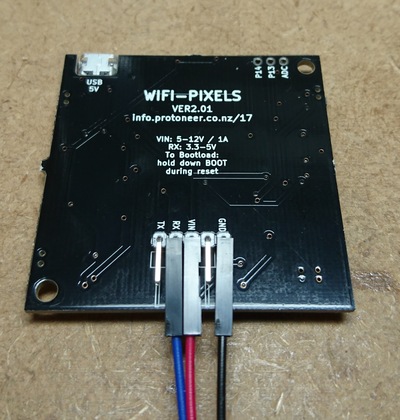 USB
5V
P14 P13 ADC
WIFI-PIXELS
VER2.01
info.protoneer.co.nz/17
VIN: 5-12V / 1A
RX: 3.3-5V
To Bootload:
hold down BOOT
during reset
TX RX VIN GND